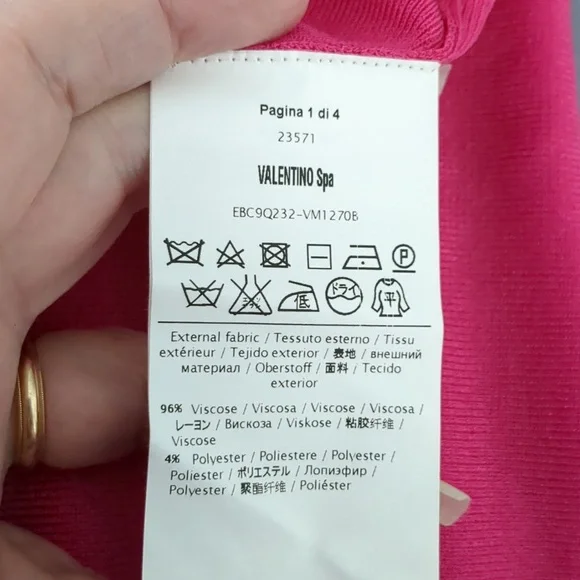 Pagina 1 di 4
23571
VALENTINO Spa
EBC9Q232-VM1270B
P
低 ドライ 平
External fabric / Tessuto esterno / Tissu
extérieur / Tejido exterior / 表地 / внешний
материал / Oberstoff / 面料 / Tecido
exterior
96% Viscose / Viscosa / Viscose / Viscosa /
レーヨン / Вискоза / Viskose / 粘胶纤维 /
Viscose
4% Polyester / Poliestere / Polyester /
Poliester / ポリエステル / Лопиэфир /
Polyester / 聚酯纤维 / Poliéster